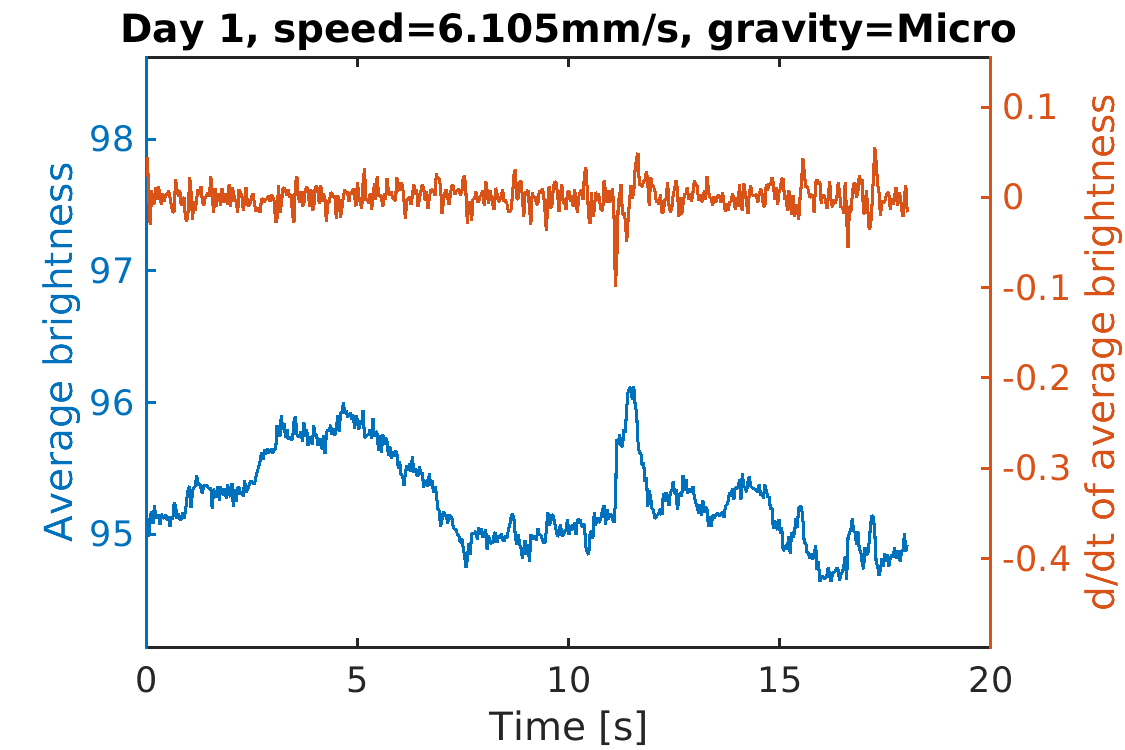 Day 1, speed=6.105mm/s, gravity=Micro
Average brightness
98
97
96
95
0.1
0
-0.1
-0.2
-0.3
-0.4
d/dt of average brightness
0 5 10 15 20
Time [s]